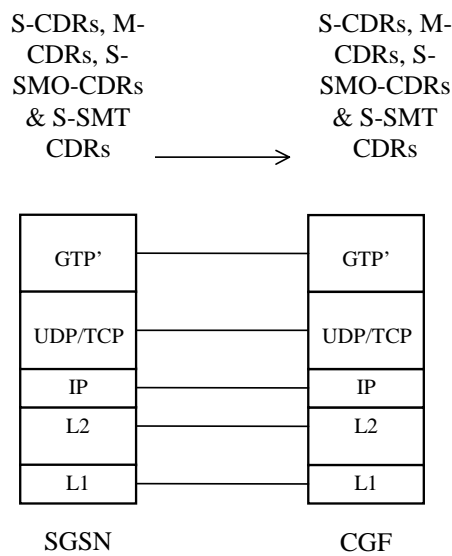 S-CDRs, M-
CDRs, S-
SMO-CDRs
& S-SMT
CDRs
S-CDRs, M-
CDRs, S-
SMO-CDRs
& S-SMT
CDRs
GTP’
GTP’
UDP/TCP
UDP/TCP
IP
IP
L2
L2
L1
L1
SGSN
CGF